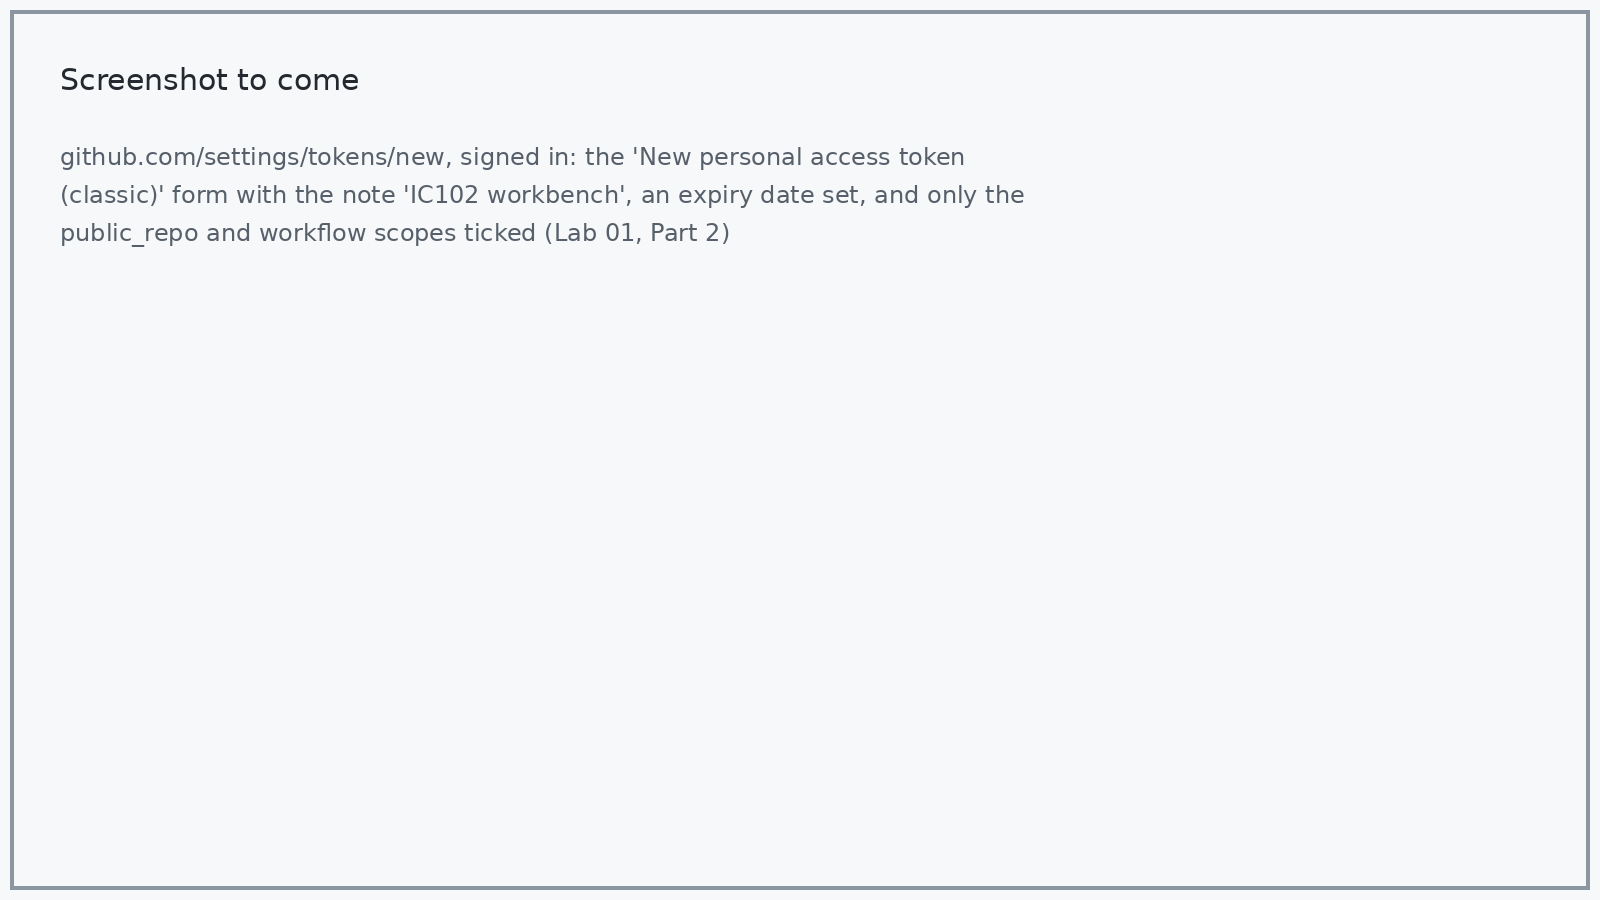 Screenshot to come
github.com/settings/tokens/new, signed in: the 'New personal access token
(classic)' form with the note 'IC102 workbench', an expiry date set, and only the
public_repo and workflow scopes ticked (Lab 01, Part 2)